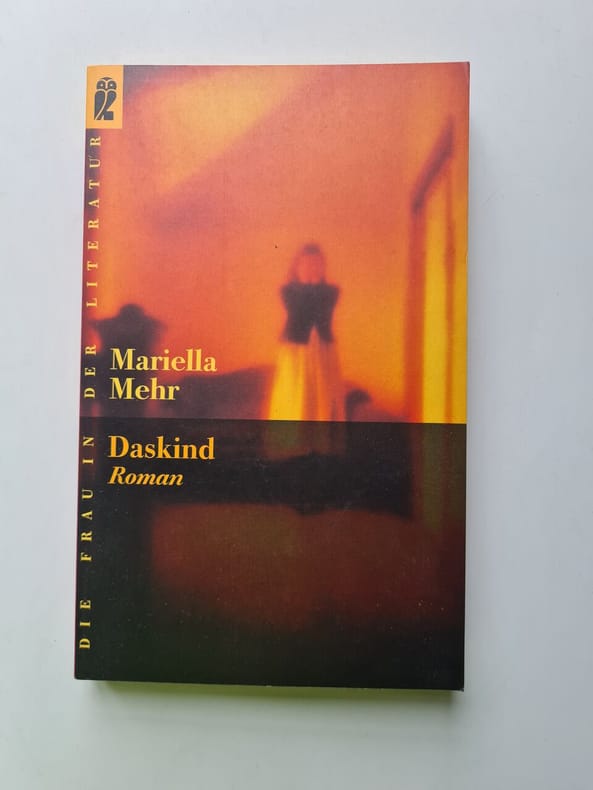 DIE FRAU IN DER LITERATUR
Mariella
Mehr
Daskind
Roman